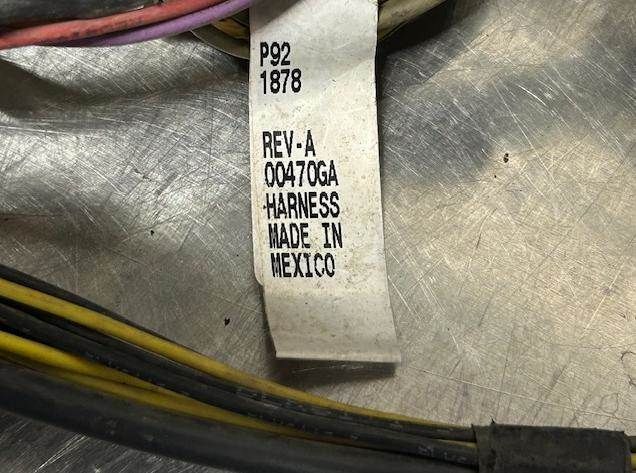 P92
1878
REV-A
00470GA
HARNESS
MADE IN
MEXICO